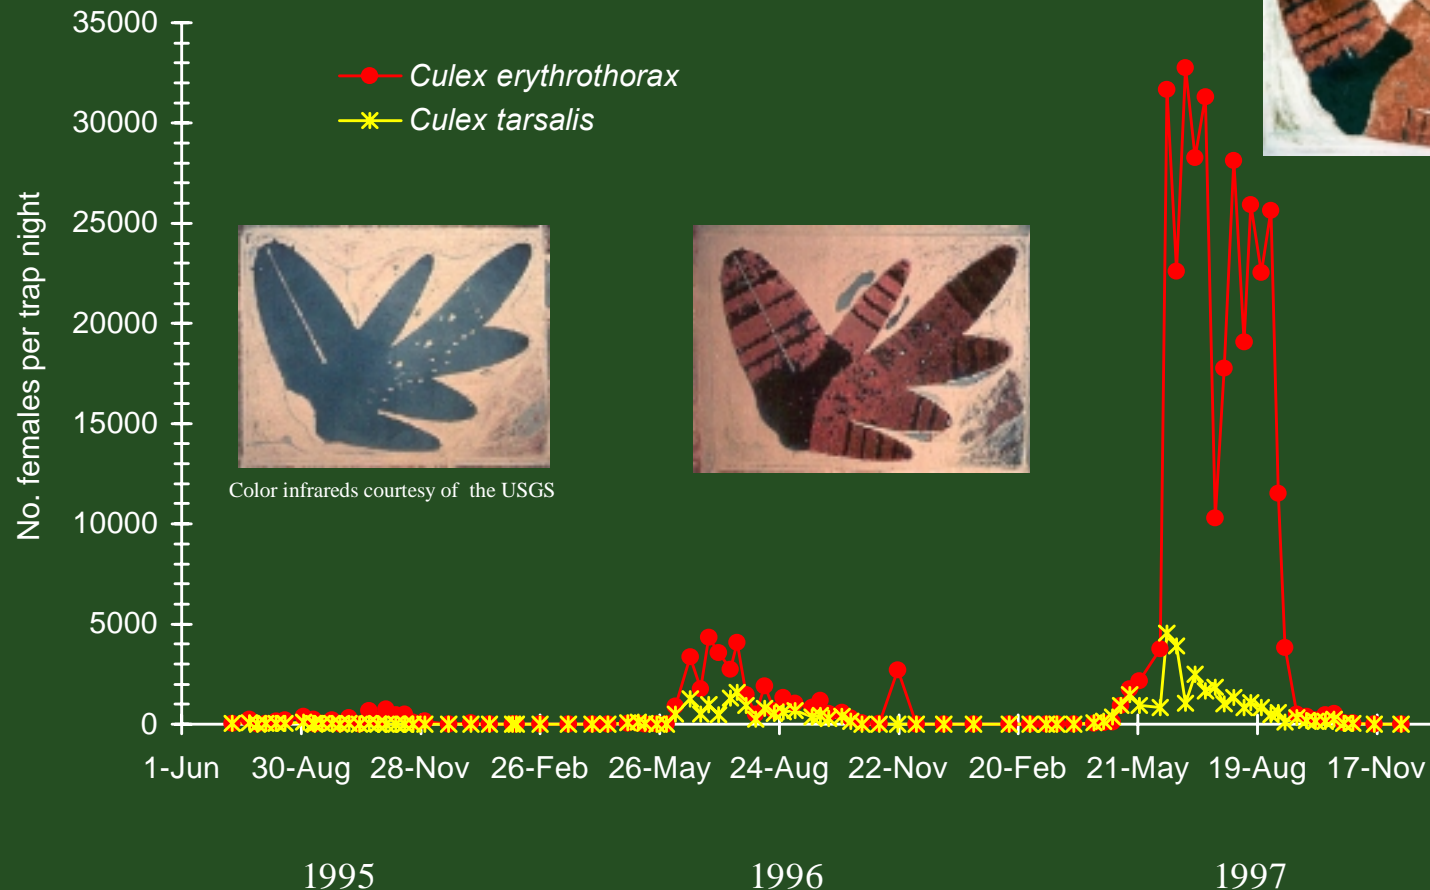 35000
30000
25000
20000
15000
10000
5000
0
No. females per trap night
Culex erythrothorax
Culex tarsalis
Color infrareds courtesy of the USGS
1-Jun 30-Aug 28-Nov 26-Feb 26-May 24-Aug 22-Nov 20-Feb 21-May 19-Aug 17-Nov
1995 1996 1997